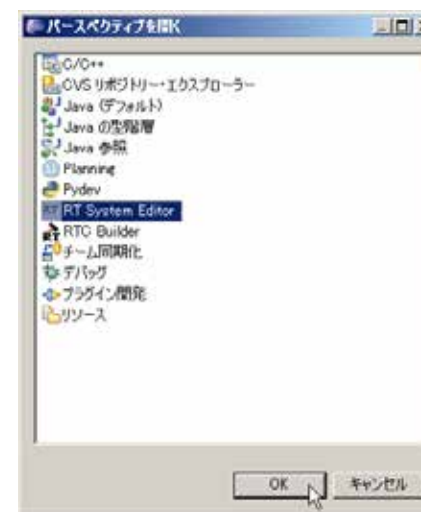 パースペクティブを開く
C/C++
CVS リポジトリー・エクスプローラー
Java (デフォルト)
Java の型階層
Java 参照
Planning
Pydev
RT System Editor
RTC Builder
チーム同期化
デバッグ
プラグイン開発
リソース
OK
キャンセル